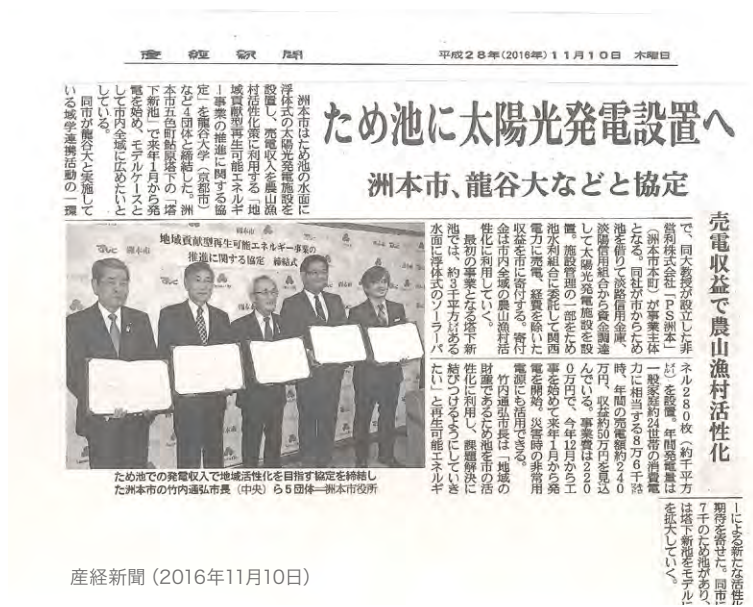 産經新聞
平成28年(2016年)11月10日 木曜日
ため池に太陽光発電設置へ
洲本市、龍谷大などと協定
売電収益で農山漁村活性化
洲本市はため池の水面に
浮体式の太陽光発電施設を
設置し、売電収入を農山漁
村活性化策に利用する「地
域貢献型再生可能エネルギ
ー事業の推進に関する協
定」を龍谷大学(京都市)
など4団体と締結した。洲
本市五色町鮎原塔下の「塔
下新池」で来年1月から発
電を始め、モデルケースと
して市内全域に広めたいと
している。
同市が龍谷大と実施して
いる域学連携活動の一環
で、同大教授が設立した非
営利株式会社「PS洲本」
(洲本市本町)が事業主体
となる。同社が市からため
池を借りて淡路信用金庫、
淡陽信用組合から資金調達
して太陽光発電施設を設
置。施設管理の一部をため
池水利組合に委託して関西
電力に売電、経費を除いた
収益を市に寄付する。寄付
金は市内全域の農山漁村活
性化に利用していく。
最初の事業となる塔下新
池では、約3平方㌔ある
水面に浮体式のソーラーパ
ネル280枚(約千平方
㍍)を設置。年間発電量は
一般家庭約24世帯の消費電
力に相当する8万6千㌔㍗
時、年間の売電額約240
万円、収益約50万円を見込
んでいる。事業費は220
0万円で、今年12月から工
事を始めて来年1月から発
電を開始。災害時の非常用
電源にも活用できる。
竹内通弘市長は「地域の
財産であるため池を市の活
性化に利用し、課題解決に
結びつけるようにしていき
たい」と再生可能エネルギ
ーによる新たな活性化
期待を寄せた。同市に
7千のため池があり、
は塔下新池をモデルに
を拡大していく。
洲本市
地域貢献型再生可能エネルギー事業の
推進に関する協定 締結式
ため池での発電収入で地域活性化を目指す協定を締結し
た洲本市の竹内通弘市長(中央)ら5団体=洲本市役所
産経新聞(2016年11月10日)